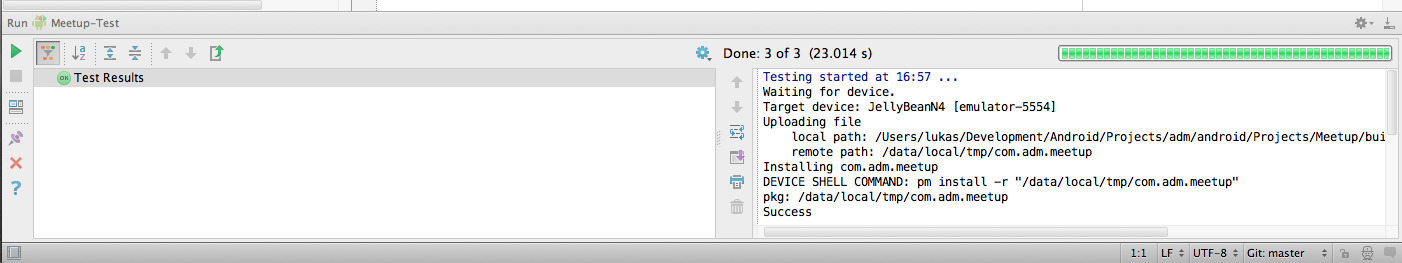 Run Meetup-Test
Done: 3 of 3 (23.014 s)
OK Test Results
Testing started at 16:57 ...
Waiting for device.
Target device: JellyBeanN4 [emulator-5554]
Uploading file
local path: /Users/lukas/Development/Android/Projects/adm/android/Projects/Meetup/bui
remote path: /data/local/tmp/com.adm.meetup
Installing com.adm.meetup
DEVICE SHELL COMMAND: pm install -r "/data/local/tmp/com.adm.meetup"
pkg: /data/local/tmp/com.adm.meetup
Success
1:1 LF UTF-8 Git: master